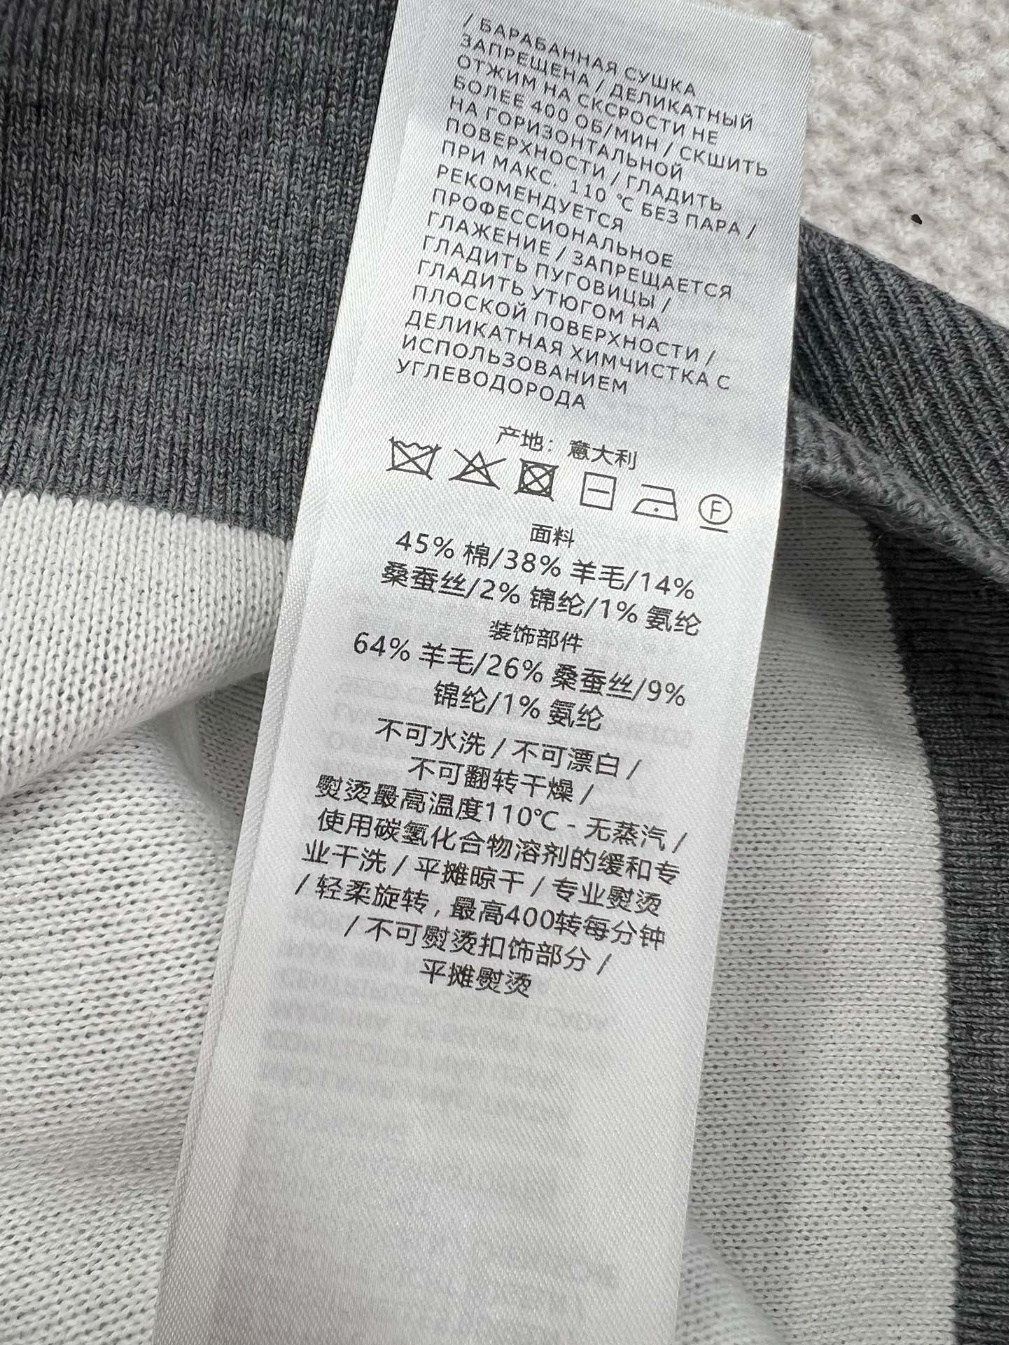 / БАРАБАННАЯ СУШКА
ЗАПРЕЩЕНА / ДЕЛИКАТНЫЙ
ОТЖИМ НА СКСРОСТИ НЕ
БОЛЕЕ 400 ОБ/МИН / СКШИТЬ
НА ГОРИЗОНТАЛЬНОЙ
ПОВЕРХНОСТИ / ГЛАДИТЬ
ПРИ МАКС. 110 ℃ БЕЗ ПАРА /
РЕКОМЕНДУЕТСЯ
ПРОФЕССИОНАЛЬНОЕ
ГЛАЖЕНИЕ / ЗАПРЕЩАЕТСЯ
ГЛАДИТЬ ПУГОВИЦЫ /
ГЛАДИТЬ УТЮГОМ НА
ПЛОСКОЙ ПОВЕРХНОСТИ /
ДЕЛИКАТНАЯ ХИМЧИСТКА С
ИСПОЛЬЗОВАНИЕМ
УГЛЕВОДОРОДА
产地：意大利
F
面料
45% 棉/38% 羊毛/14%
桑蚕丝/2% 锦纶/1% 氨纶
装饰部件
64% 羊毛/26% 桑蚕丝/9%
锦纶/1% 氨纶
不可水洗 / 不可漂白 /
不可翻转干燥 /
熨烫最高温度110℃ - 无蒸汽 /
使用碳氢化合物溶剂的缓和专
业干洗 / 平摊晾干 / 专业熨烫
/ 轻柔旋转，最高400转每分钟
/ 不可熨烫扣饰部分 /
平摊熨烫